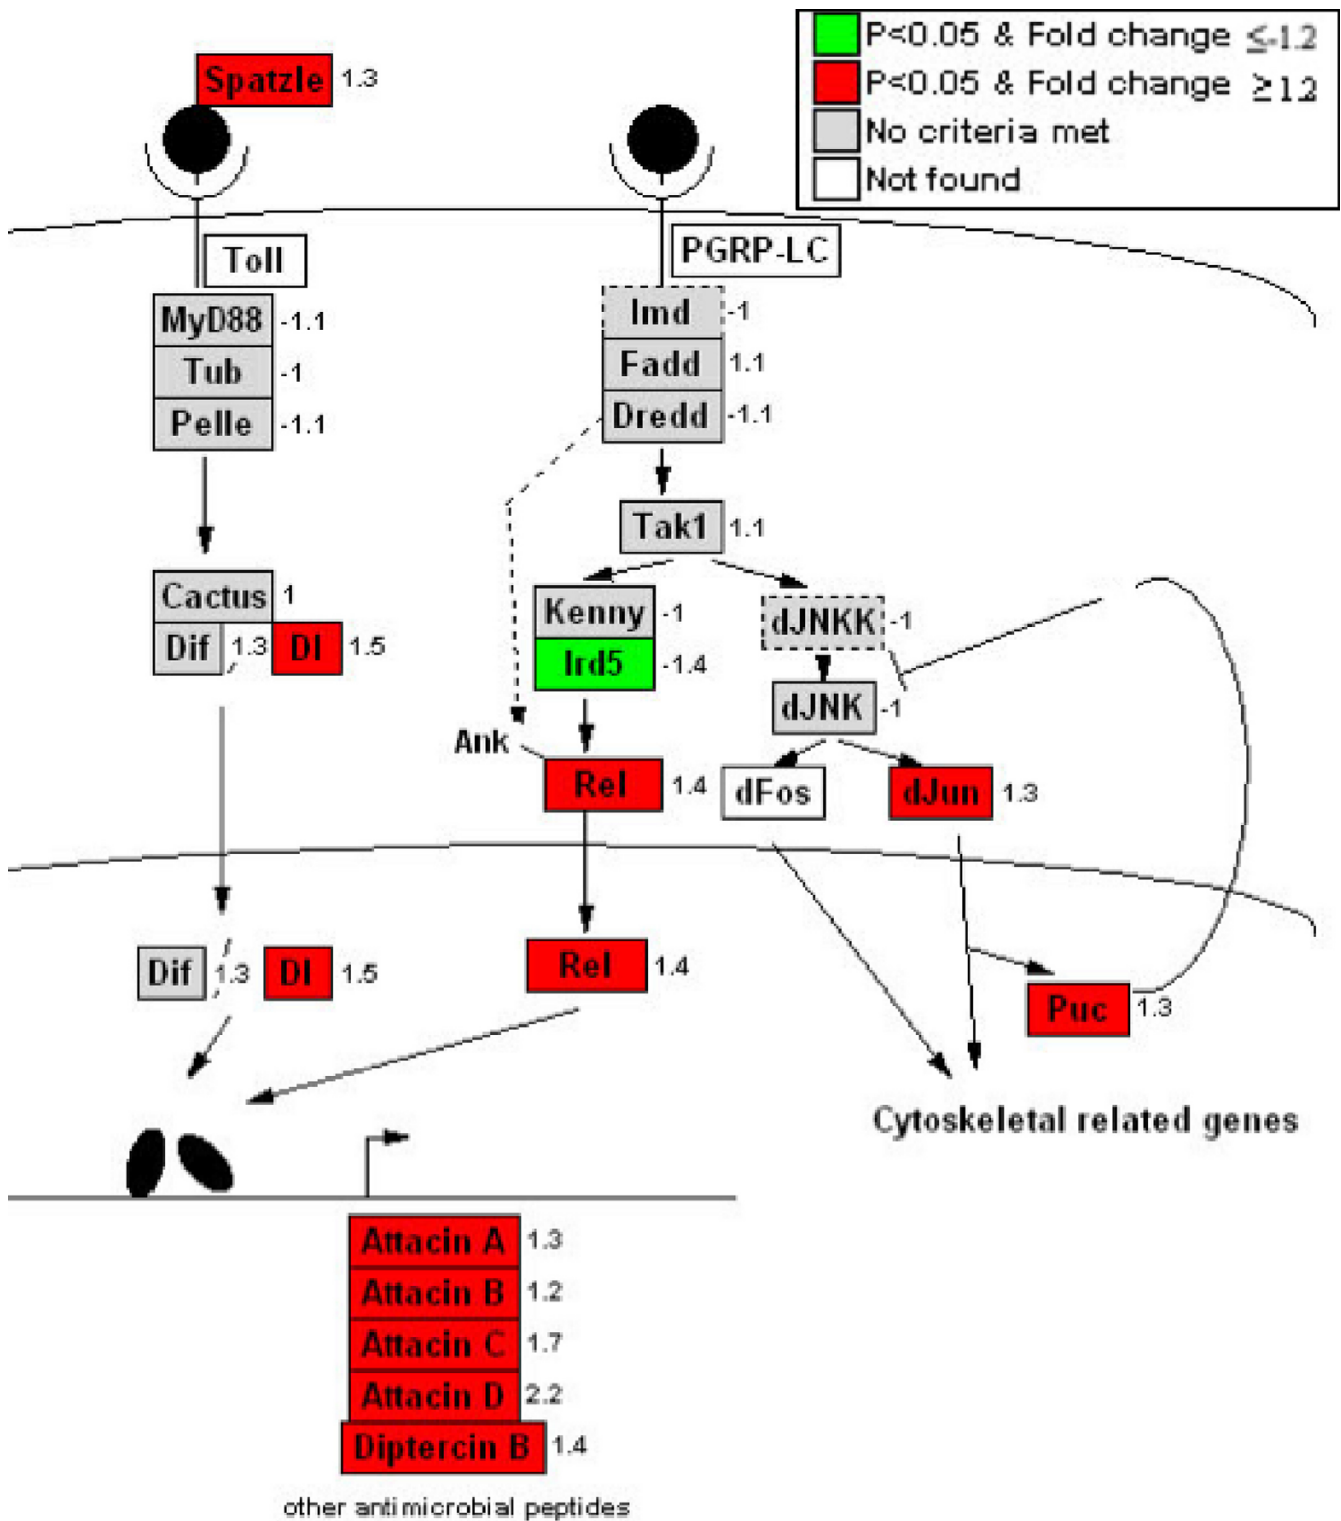 P<0.05 & Fold change ≤-1.2
P<0.05 & Fold change ≥1.2
No criteria met
Not found
Spatzle 1.3
Toll
PGRP-LC
MyD88 -1.1
Tub -1
Pelle -1.1
Imd -1
Fadd 1.1
Dredd -1.1
Tak1 1.1
Cactus 1
Dif 1.3 Dl 1.5
Kenny -1
Ird5 -1.4
dJNKK -1
dJNK -1
Ank
Rel 1.4
dFos
dJun 1.3
Dif 1.3 Dl 1.5
Rel 1.4
Puc 1.3
Cytoskeletal related genes
Attacin A 1.3
Attacin B 1.2
Attacin C 1.7
Attacin D 2.2
Diptercin B 1.4
other antimicrobial peptides